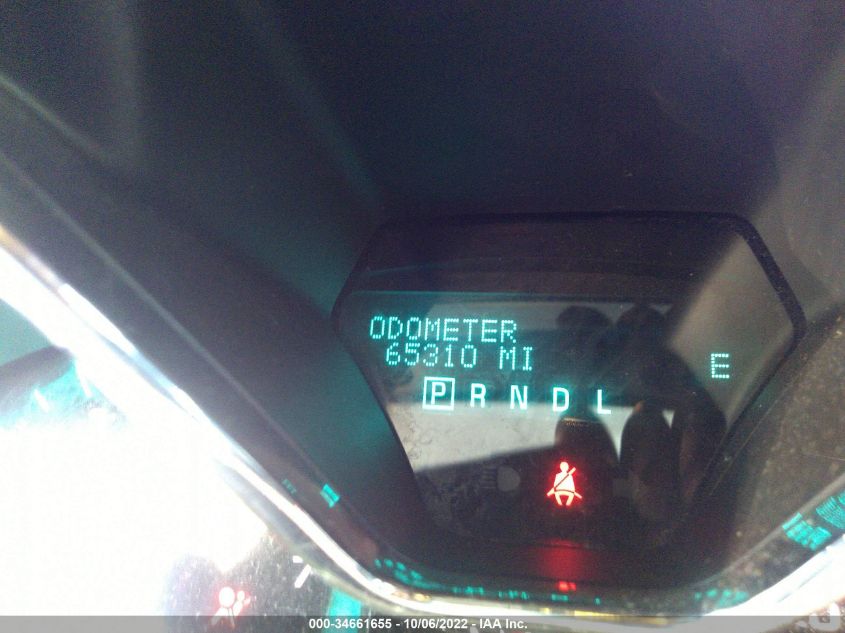 ODOMETER
65310 MI
E
P R N D L
000-34661655 - 10/06/2022 - IAA Inc.